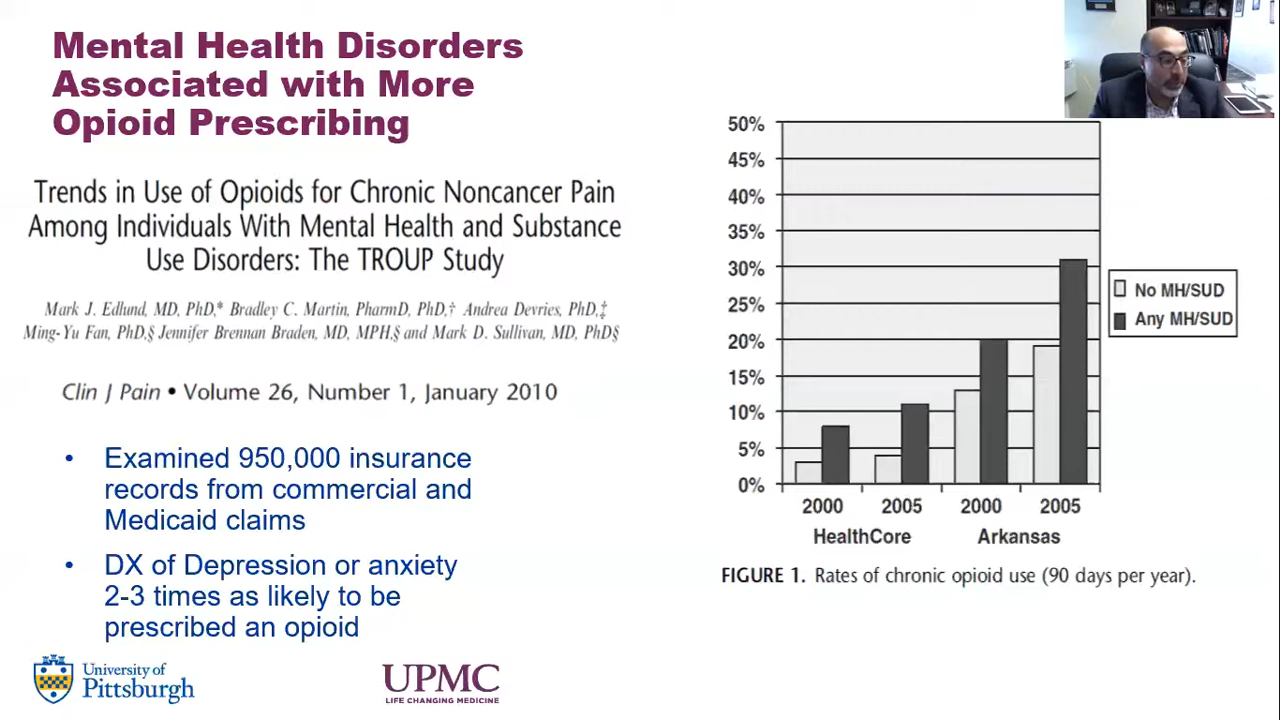 Mental Health Disorders
Associated with More
Opioid Prescribing
Trends in Use of Opioids for Chronic Noncancer Pain
Among Individuals With Mental Health and Substance
Use Disorders: The TROUP Study
Mark J. Edlund, MD, PhD,* Bradley C. Martin, PharmD, PhD,† Andrea Devries, PhD,‡
Ming-Yu Fan, PhD,§ Jennifer Brennan Braden, MD, MPH,§ and Mark D. Sullivan, MD, PhD§
Clin J Pain • Volume 26, Number 1, January 2010
• Examined 950,000 insurance
records from commercial and
Medicaid claims
• DX of Depression or anxiety
2-3 times as likely to be
prescribed an opioid
University of
Pittsburgh
UPMC
LIFE CHANGING MEDICINE
50%
45%
40%
35%
30%
25%
20%
15%
10%
5%
0%
2000 2005 2000 2005
HealthCore Arkansas
No MH/SUD
Any MH/SUD
FIGURE 1. Rates of chronic opioid use (90 days per year).